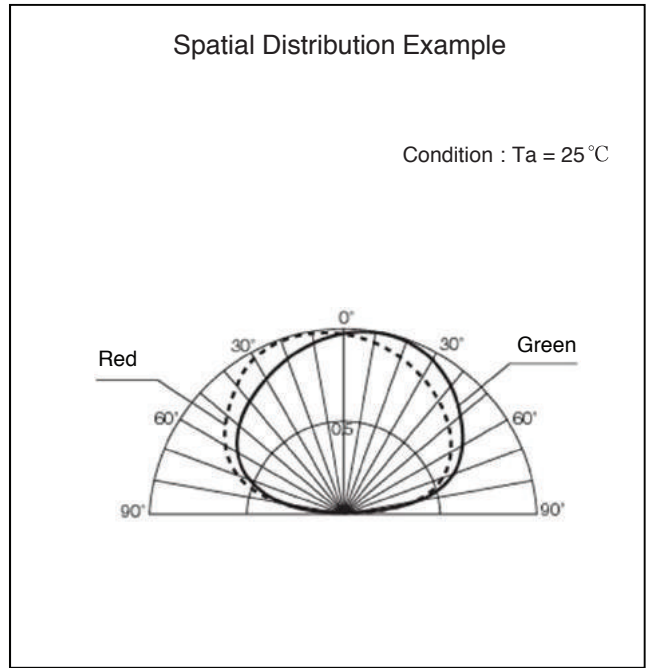 Spatial Distribution Example
Condition : Ta = 25℃
0°
30°
30°
Red
Green
60°
0.5
60°
90°
90°